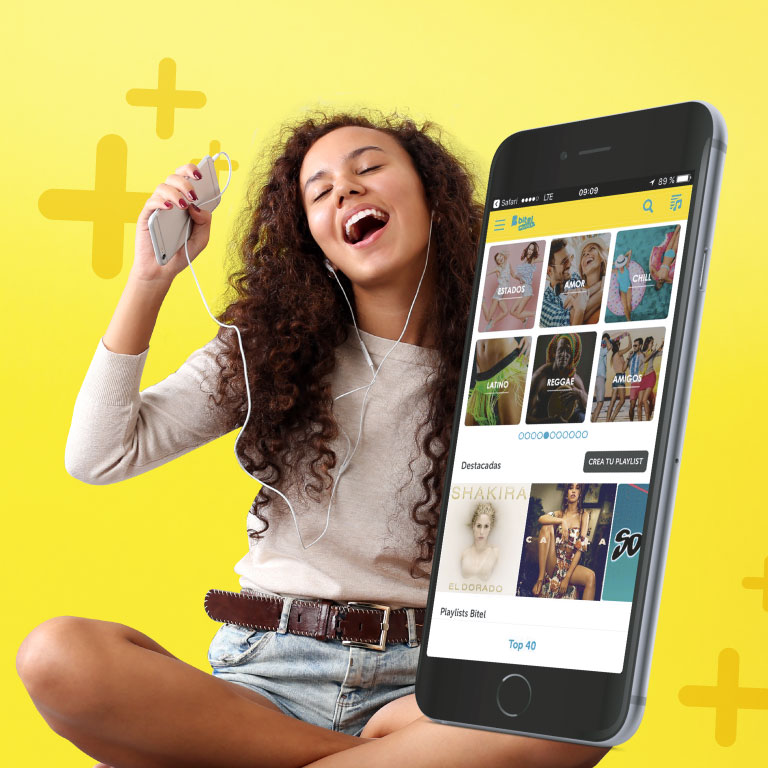 Safari LTE 09:09 89 %
bitel
ESTADOS AMOR CHILL
LATINO REGGAE AMIGOS
Destacadas CREA TU PLAYLIST
SHAKIRA
CAMILA
EL DORADO
Playlists Bitel
Top 40